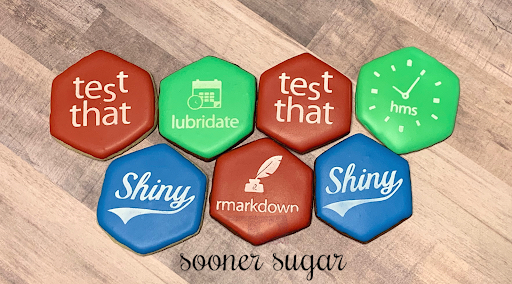 test
that
lubridate
test
that
hms
Shiny
rmarkdown
Shiny
sooner sugar